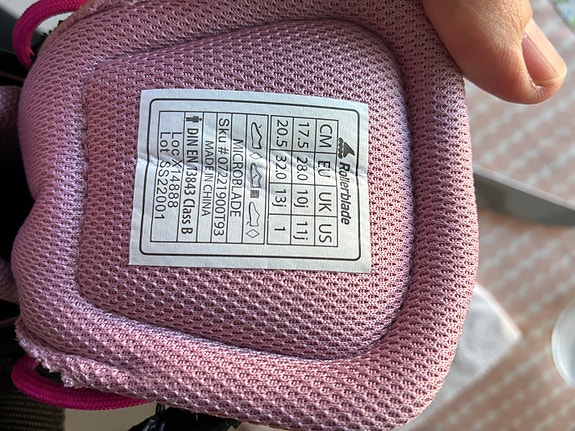 Rollerblade
CM EU UK US
17.5 28.0 10j 11j
20.5 32.0 13j 1
MICROBLADE
Sku# 07221900T93
MADE IN CHINA
DIN EN 13843 Class B
Loc X14888
Lot SS22001